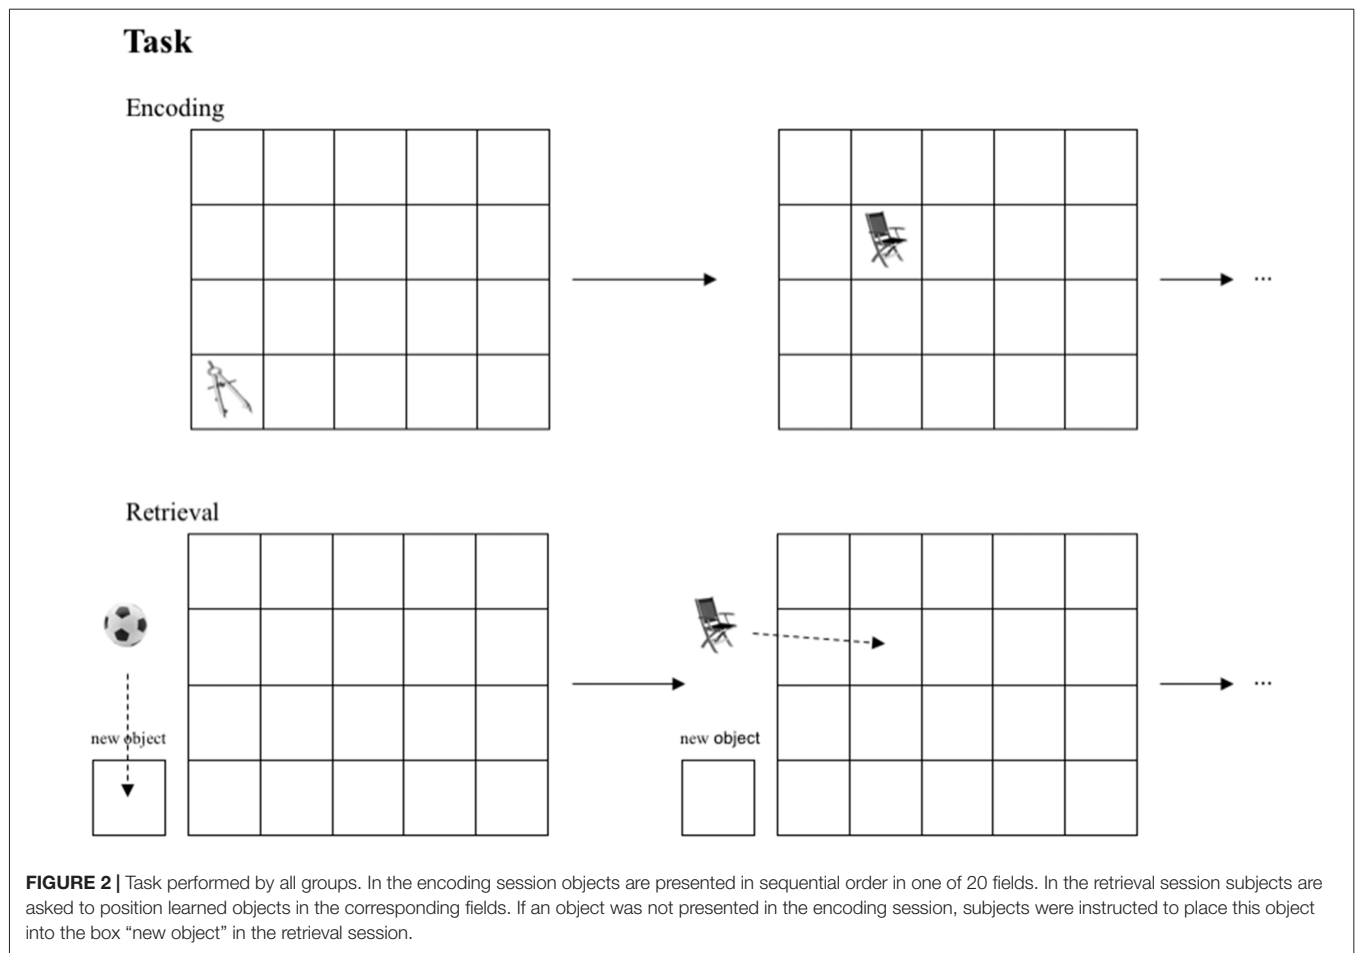 Task
Encoding
...
Retrieval
new object
new object
...
FIGURE 2 | Task performed by all groups. In the encoding session objects are presented in sequential order in one of 20 fields. In the retrieval session subjects are
asked to position learned objects in the corresponding fields. If an object was not presented in the encoding session, subjects were instructed to place this object
into the box “new object” in the retrieval session.